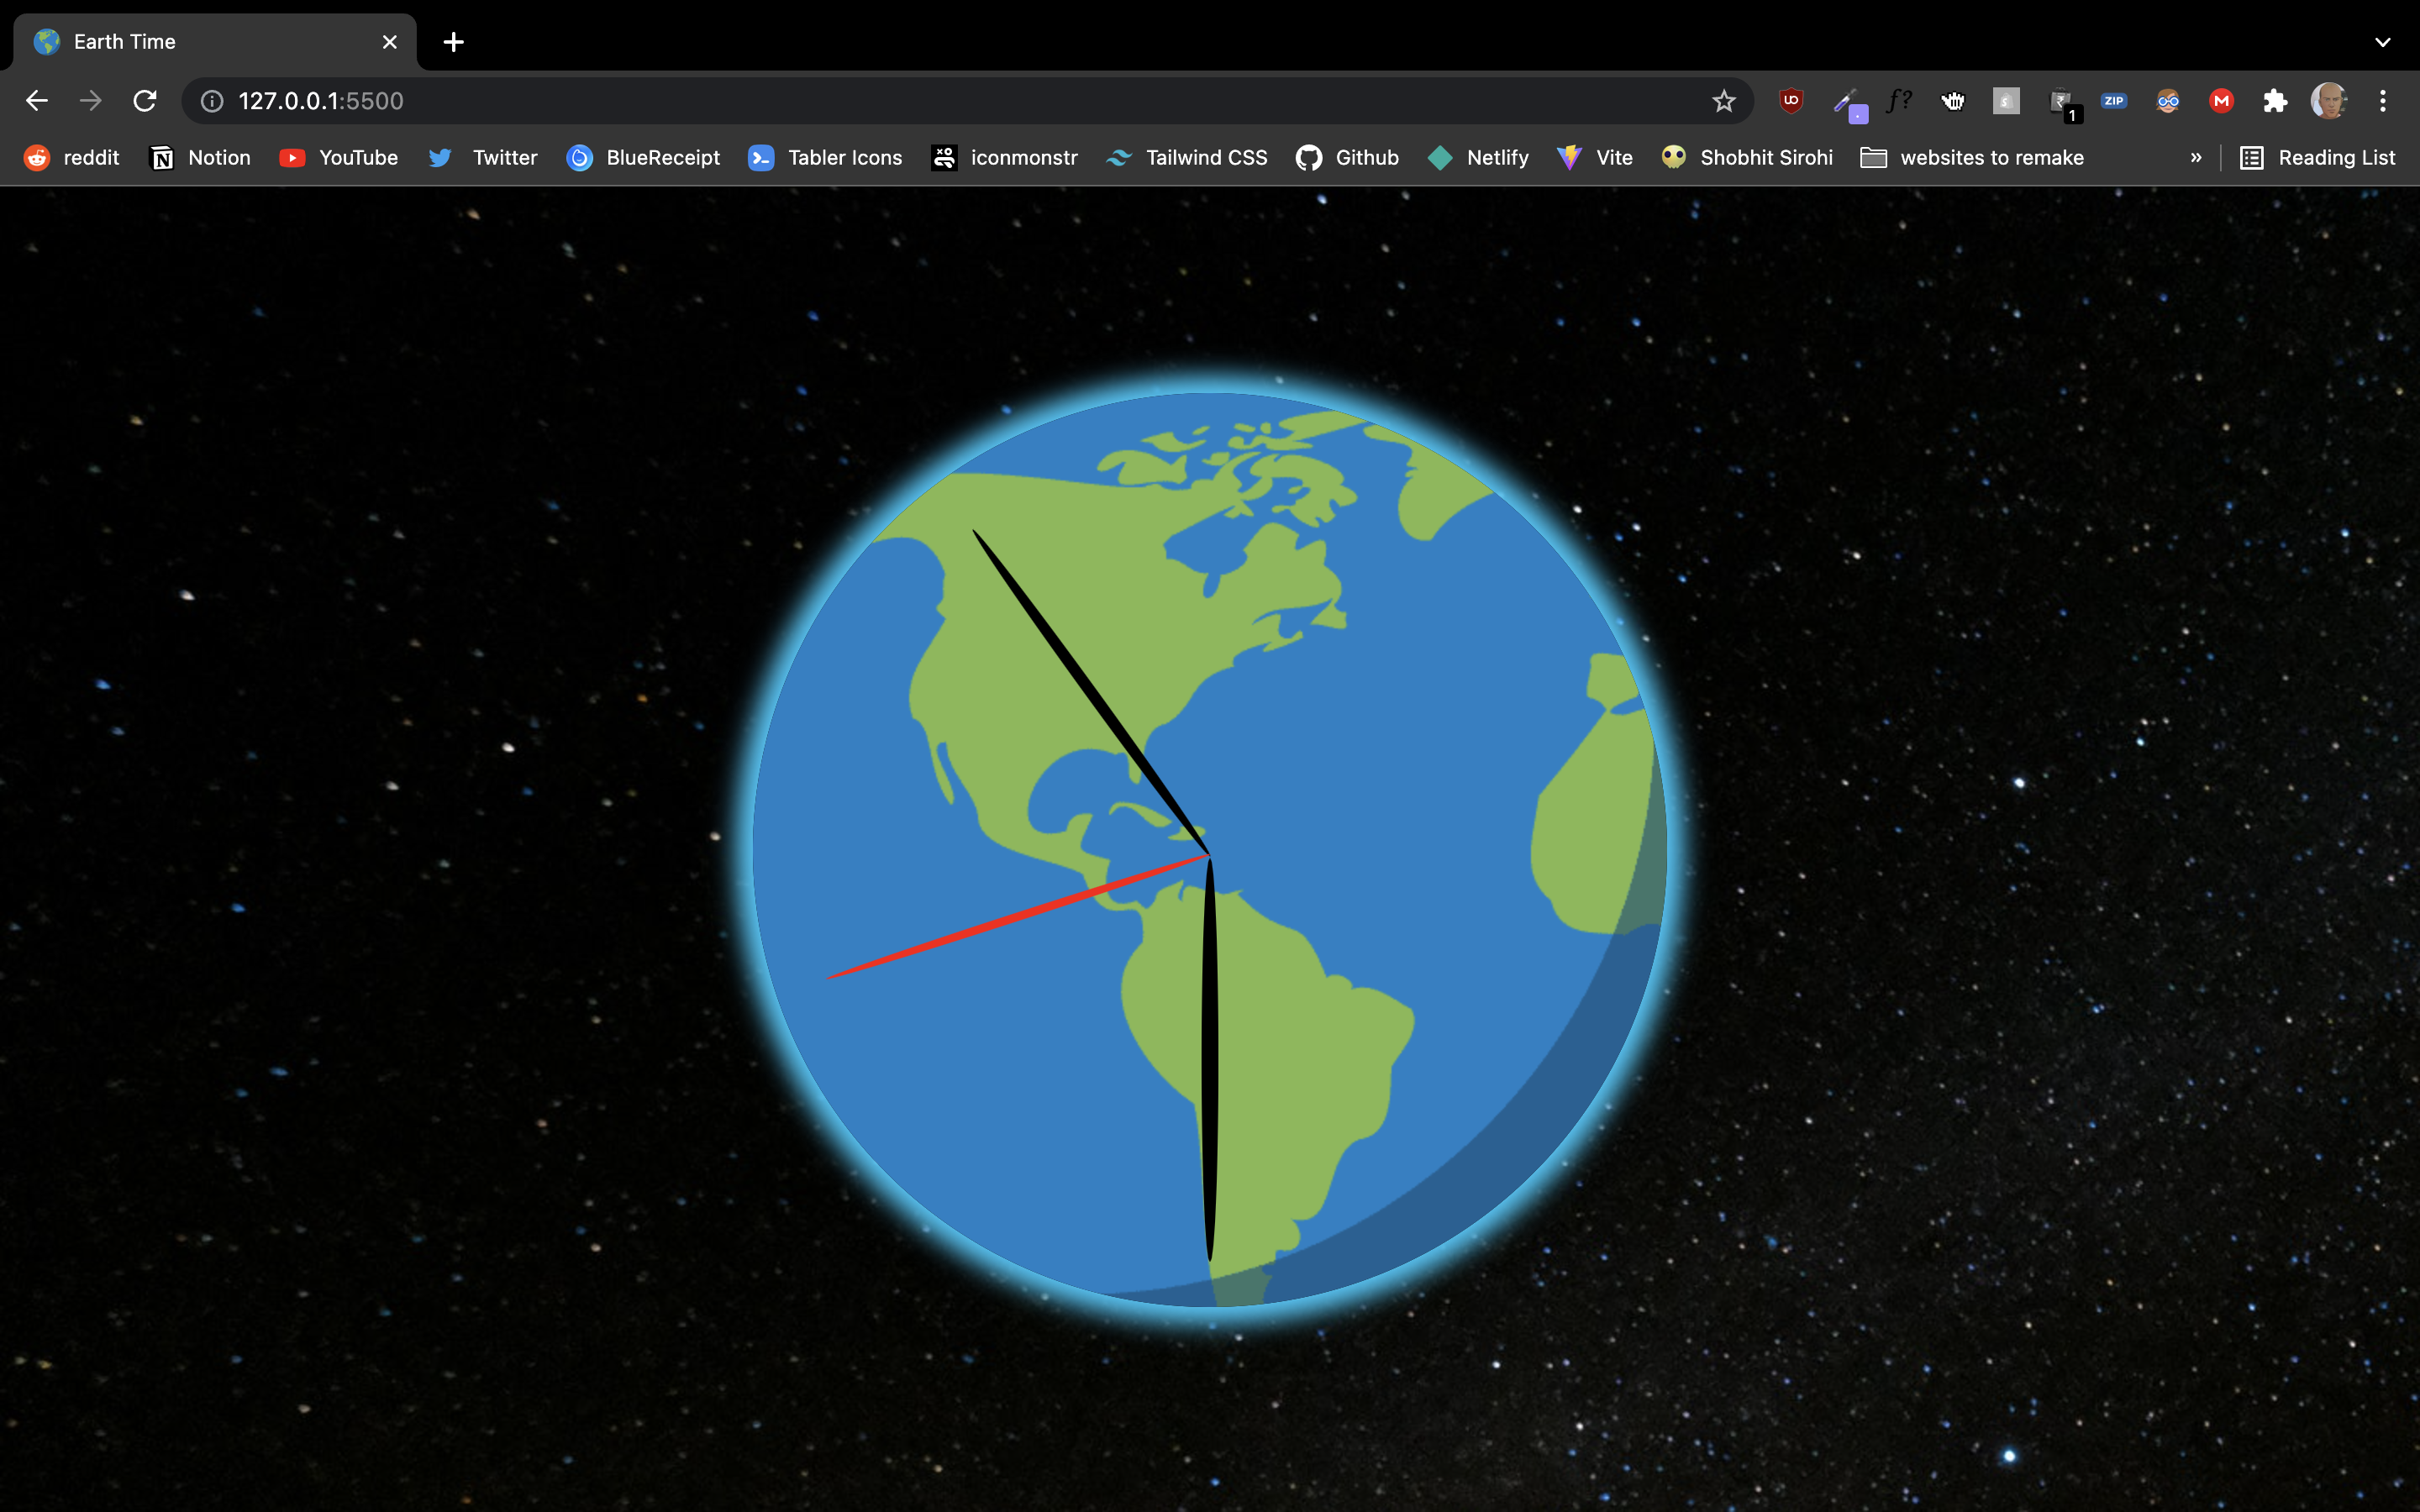 Earth Time
127.0.0.1:5500
UO
f?
1
ZIP
M
reddit Notion YouTube Twitter BlueReceipt Tabler Icons iconmonstr Tailwind CSS Github Netlify Vite Shobhit Sirohi websites to remake » Reading List